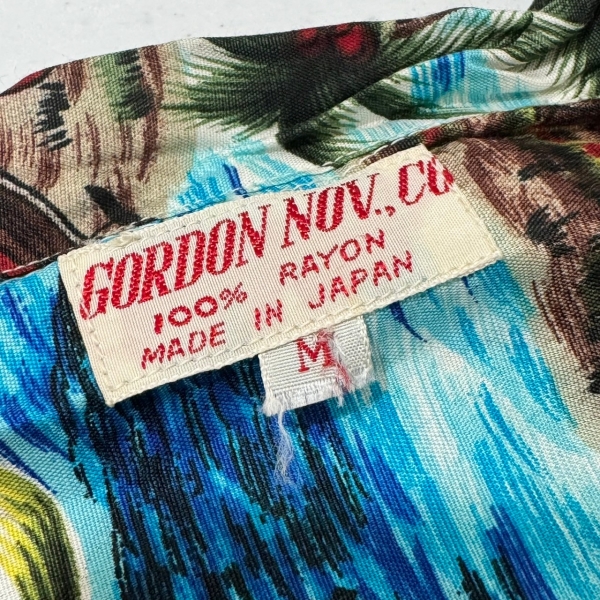 GORDON NOV., CO
100% RAYON
MADE IN JAPAN
M